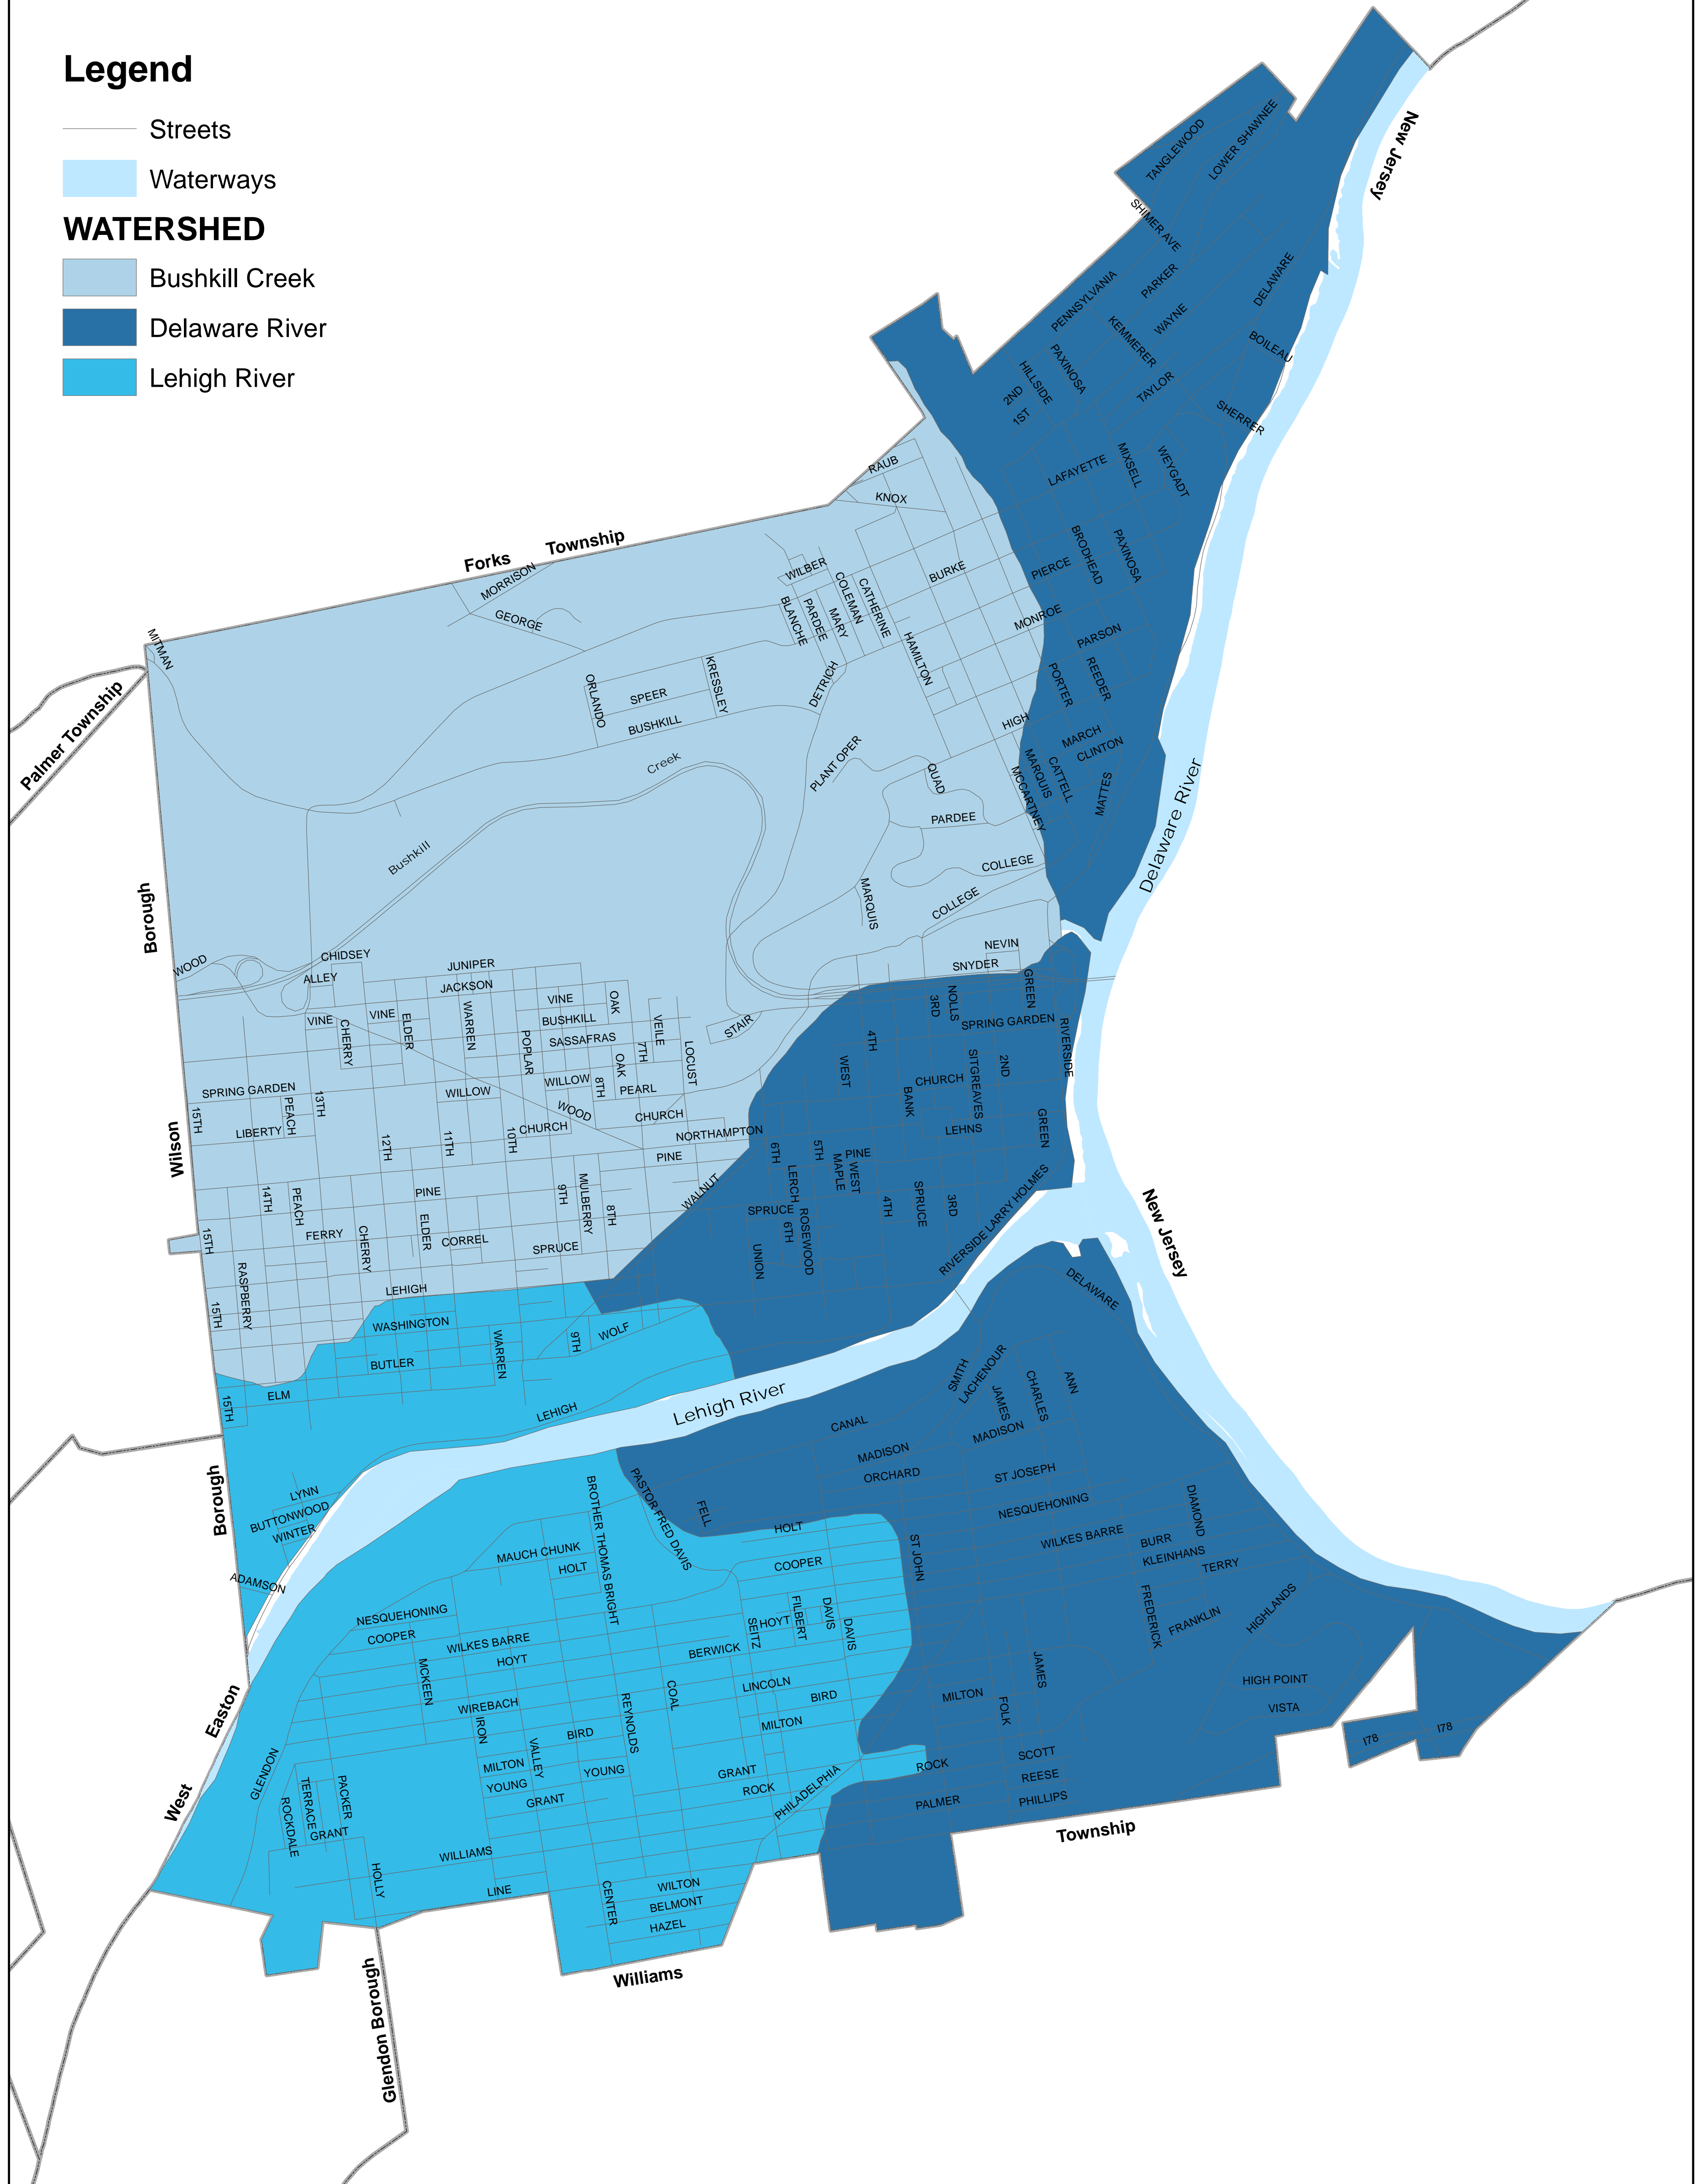 Legend
Streets
Waterways
WATERSHED
Bushkill Creek
Delaware River
Lehigh River
New Jersey
TANGLEWOOD
LOWER SHAWNEE
SHIMER AVE
PENNSYLVANIA
PARKER
DELAWARE
KEMMERER
WAYNE
BOILEAU
PAXINOSA
HILLSIDE
2ND
1ST
TAYLOR
SHERRER
LAFAYETTE
MIXSELL
WEYGADT
RAUB
KNOX
Forks
Township
MORRISON
GEORGE
WILBER
BLANCHE
PARDEE
MARY
COLEMAN
CATHERINE
BURKE
PIERCE
BRODHEAD
PAXINOSA
MONROE
PARSON
HAMILTON
PORTER
REEDER
MITMAN
Palmer Township
ORLANDO
SPEER
KRESSLEY
BUSHKILL
DETRICH
HIGH
MARCH
CLINTON
Creek
PLANT OPER
QUAD
MCCARTNEY
MARQUIS
CATTELL
MATTES
PARDEE
Bushkill
COLLEGE
COLLEGE
MARQUIS
Delaware River
Borough
WOOD
CHIDSEY
ALLEY
JUNIPER
JACKSON
NEVIN
SNYDER
GREEN
VINE
VINE
CHERRY
ELDER
WARREN
VINE
OAK
BUSHKILL
SASSAFRAS
POPLAR
VEILE
7TH
STAIR
3RD
NOLLS
SPRING GARDEN
RIVERSIDE
4TH
WEST
SITGREAVES
2ND
LOCUST
OAK
WILLOW
8TH
PEARL
WILLOW
CHURCH
BANK
SPRING GARDEN
PEACH
13TH
15TH
LIBERTY
WOOD
CHURCH
CHURCH
NORTHAMPTON
LEHNS
GREEN
Wilson
12TH
11TH
10TH
PINE
6TH
5TH
PINE
MAPLE
WEST
LERCH
14TH
PEACH
PINE
9TH
MULBERRY
8TH
WALNUT
SPRUCE
6TH
ROSEWOOD
4TH
SPRUCE
3RD
RIVERSIDE LARRY HOLMES
New Jersey
15TH
FERRY
CHERRY
ELDER
CORREL
SPRUCE
UNION
RASPBERRY
LEHIGH
15TH
WASHINGTON
WARREN
9TH
WOLF
DELAWARE
BUTLER
ELM
15TH
LEHIGH
Lehigh River
SMITH
LACHENOUR
JAMES
CHARLES
ANN
CANAL
MADISON
MADISON
ORCHARD
ST JOSEPH
Borough
LYNN
BUTTONWOOD
WINTER
BROTHER THOMAS BRIGHT
PASTOR FRED DAVIS
FELL
HOLT
NESQUEHONING
DIAMOND
WILKES BARRE
BURR
KLEINHANS
TERRY
ST JOHN
MAUCH CHUNK
HOLT
COOPER
ADAMSON
NESQUEHONING
COOPER
WILKES BARRE
HOYT
SEITZ
HOYT
FILBERT
DAVIS
DAVIS
BERWICK
FREDERICK
FRANKLIN
HIGHLANDS
MCKEEN
COAL
LINCOLN
BIRD
JAMES
HIGH POINT
VISTA
WIREBACH
IRON
BIRD
REYNOLDS
MILTON
MILTON
FOLK
I78
I78
Easton
West
GLENDON
VALLEY
MILTON
YOUNG
YOUNG
GRANT
GRANT
ROCK
PHILADELPHIA
ROCK
SCOTT
REESE
PHILLIPS
PALMER
TERRACE
PACKER
ROCKDALE
GRANT
Township
WILLIAMS
HOLLY
LINE
CENTER
WILTON
BELMONT
HAZEL
Williams
Glendon Borough